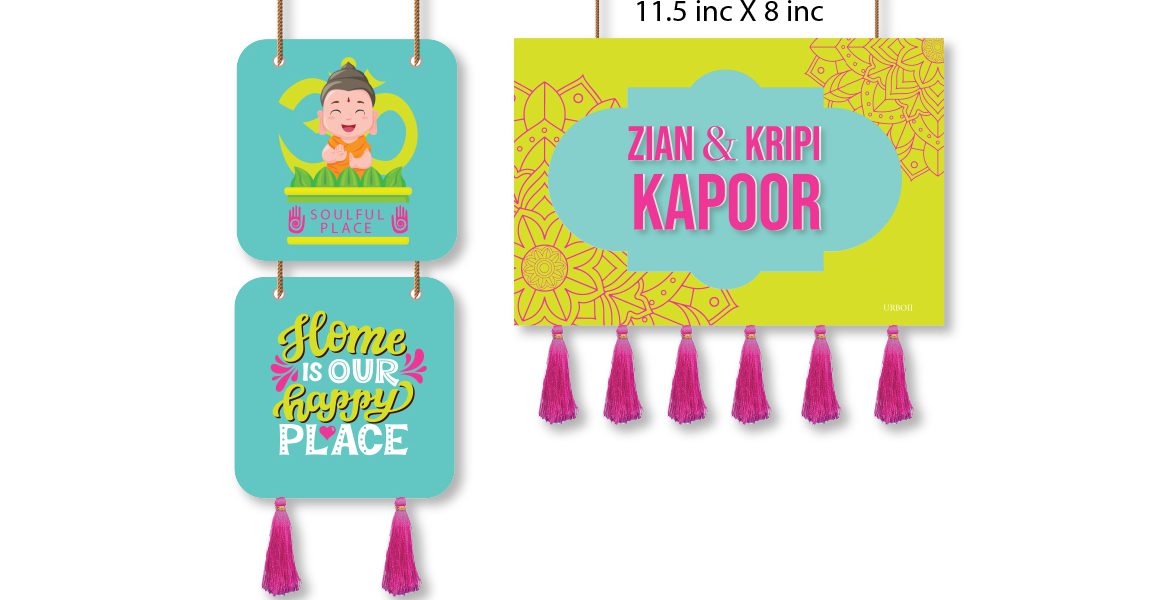 11.5 inc X 8 inc
SOULFUL
PLACE
Home
IS OUR
happy
PLACE
ZIAN & KRIPI
KAPOOR
URBOII